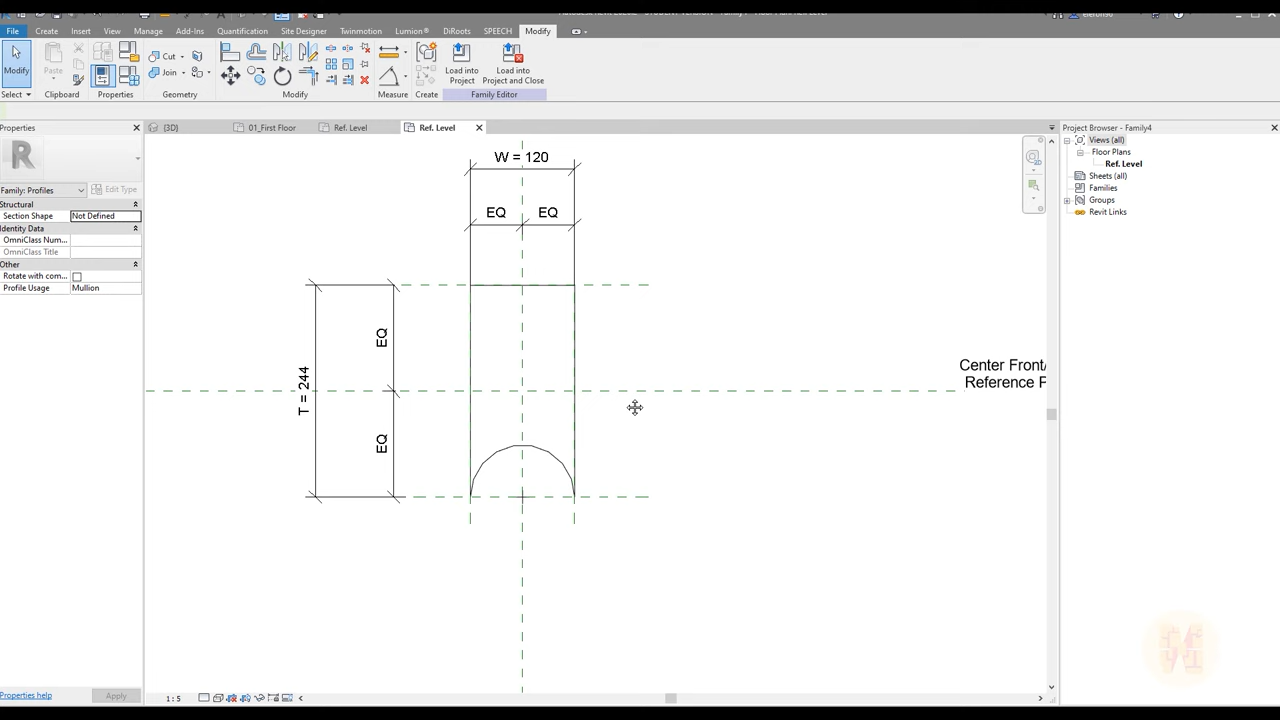 File Create Insert View Manage Add-Ins Quantification Site Designer Twinmotion Lumion® DiRoots SPEECH Modify
Modify
Paste
Cut
Join
Load into
Project
Load into
Project and Close
Select
Clipboard
Properties
Geometry
Modify
Measure
Create
Family Editor
Properties
(3D)
01_First Floor
Ref. Level
Ref. Level
Project Browser - Family4
R
Family: Profiles
Edit Type
Structural
Section Shape Not Defined
Identity Data
OmniClass Num...
OmniClass Title
Other
Rotate with com...
Profile Usage Mullion
Properties help
Apply
W = 120
EQ
EQ
EQ
T = 244
EQ
Center Front/
Reference P
Views (all)
Floor Plans
Ref. Level
Sheets (all)
Families
Groups
Revit Links
1 : 5